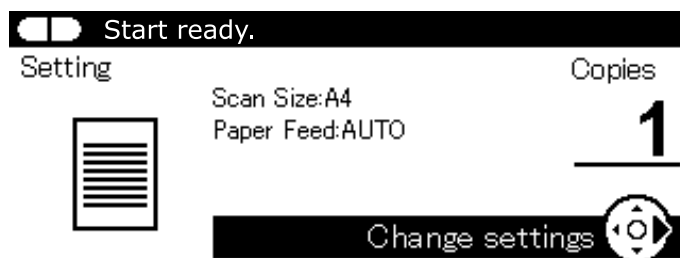 Start ready.
Setting
Copies
Scan Size:A4
Paper Feed:AUTO
1
Change settings